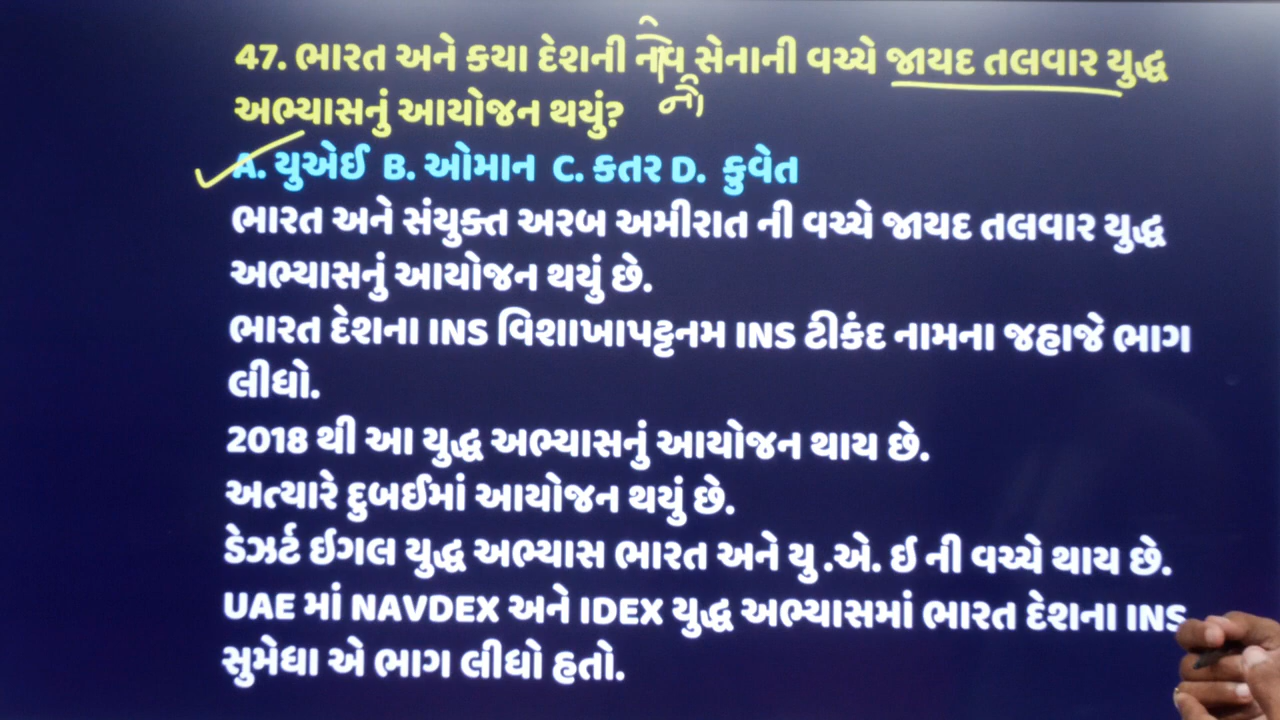 47. ભારત અને કયા દેશની નેવ સેનાની વચ્ચે જાયદ તલવાર યુદ્ધ
અભ્યાસનું આયોજન થયું?
A. યુએઈ B. ઓમાન C. કતર D. કુવેત
ભારત અને સંયુક્ત અરબ અમીરાત ની વચ્ચે જાયદ તલવાર યુદ્ધ
અભ્યાસનું આયોજન થયું છે.
ભારત દેશના INS વિશાખાપટ્ટનમ INS ટીકંદ નામના જહાજે ભાગ
લીધો.
2018 થી આ યુદ્ધ અભ્યાસનું આયોજન થાય છે.
અત્યારે દુબઈમાં આયોજન થયું છે.
ડેઝર્ટ ઇગલ યુદ્ધ અભ્યાસ ભારત અને યુ .એ. ઇ ની વચ્ચે થાય છે.
UAE માં NAVDEX અને IDEX યુદ્ધ અભ્યાસમાં ભારત દેશના INS
સુમેધા એ ભાગ લીધો હતો.